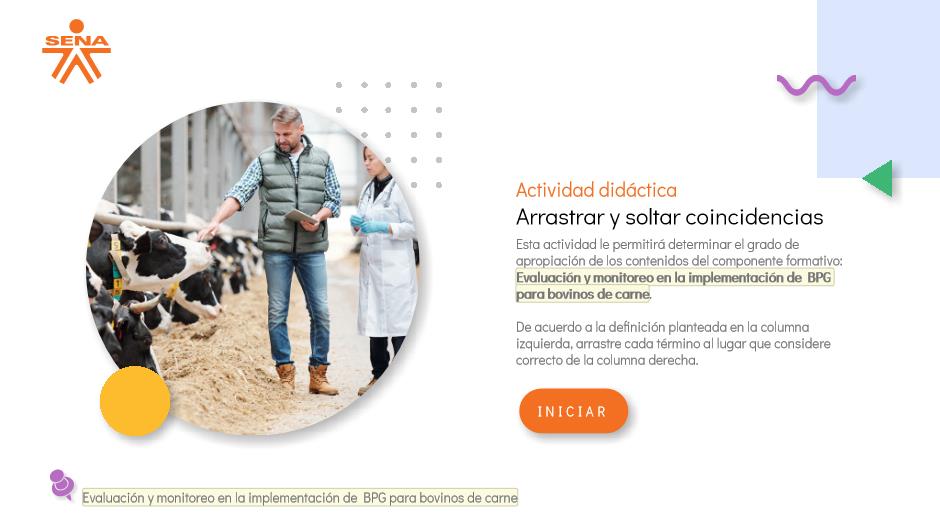 SENA
Actividad didáctica
Arrastrar y soltar coincidencias
Esta actividad le permitirá determinar el grado de
apropiación de los contenidos del componente formativo:
Evaluación y monitoreo en la implementación de BPG
para bovinos de carne.
De acuerdo a la definición planteada en la columna
izquierda, arrastre cada término al lugar que considere
correcto de la columna derecha.
INICIAR
Evaluación y monitoreo en la implementación de BPG para bovinos de carne